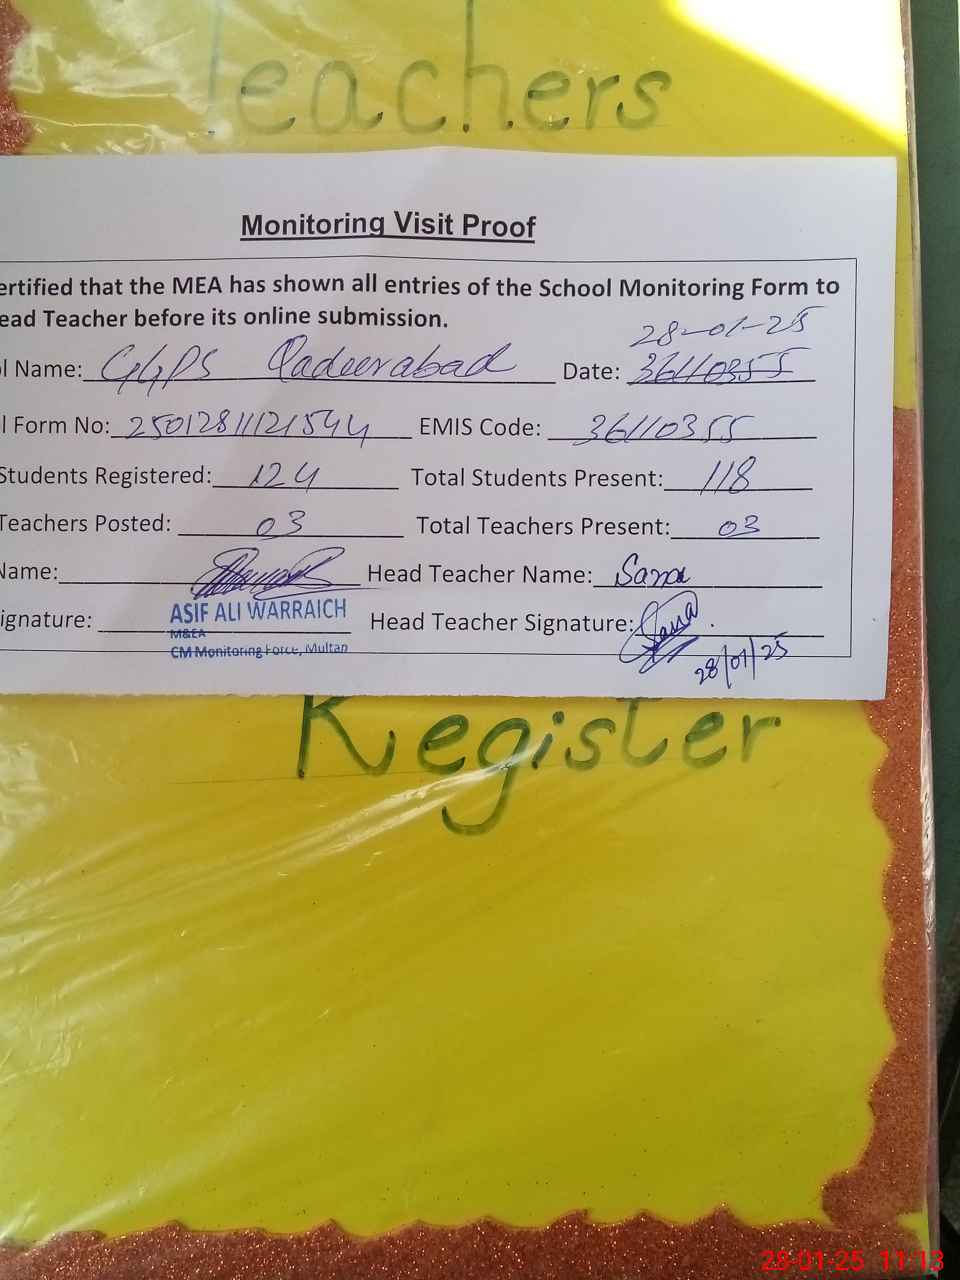 Teachers
Monitoring Visit Proof
ertified that the MEA has shown all entries of the School Monitoring Form to
ead Teacher before its online submission.
28-01-25
l Name: GGPS Qadeerabad Date: 36110355
l Form No: 25012811121544 EMIS Code: 36110355
Students Registered: 124 Total Students Present: 118
Teachers Posted: 03 Total Teachers Present: 03
Name: Head Teacher Name: Sana
ignature: ASIF ALI WARRAICH Head Teacher Signature: Sana
M&EA
CM Monitoring Force, Multan
28/01/25
Register
28-01-25 11:13